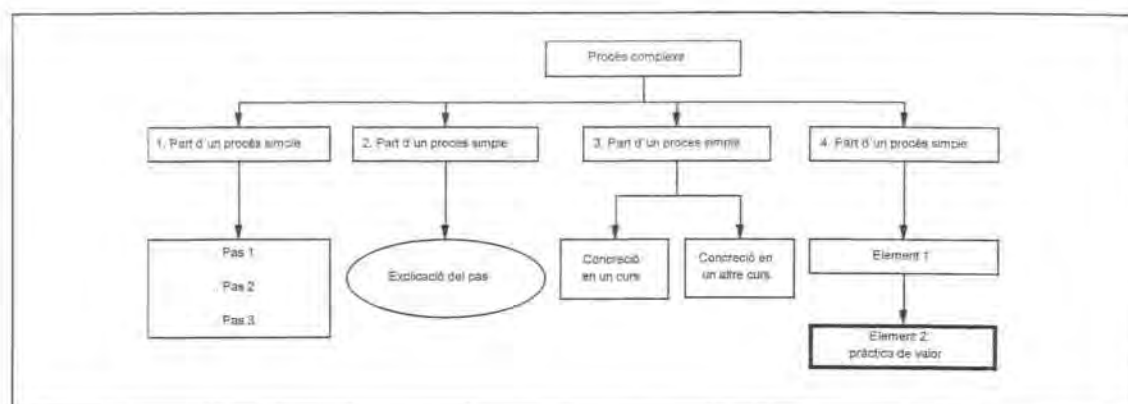 Procés complexe
1. Part d'un procés simple
2. Part d'un procés simple
3. Part d'un procés simple
4. Part d'un procés simple
Pas 1
Pas 2
Pas 3
Explicació del pas
Concreció
en un curs
Concreció en
un altre curs
Element 1
Element 2
pràctica de valor